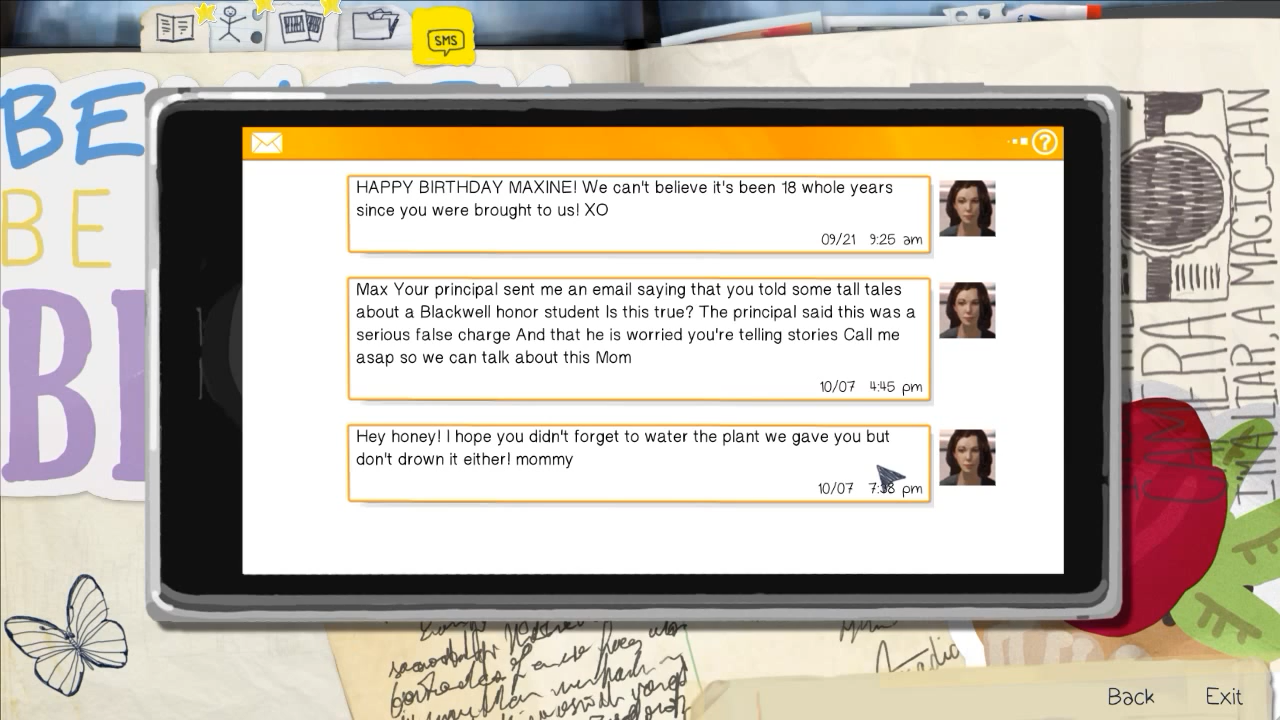 SMS
BE
BE
HAPPY BIRTHDAY MAXINE! We can't believe it's been 18 whole years
since you were brought to us! XO
09/21 9:25 am
Max Your principal sent me an email saying that you told some tall tales
about a Blackwell honor student Is this true? The principal said this was a
serious false charge And that he is worried you're telling stories Call me
asap so we can talk about this Mom
10/07 4:45 pm
Hey honey! I hope you didn't forget to water the plant we gave you but
don't drown it either! mommy
10/07 7:38 pm
?
MAGICIAN
Back Exit